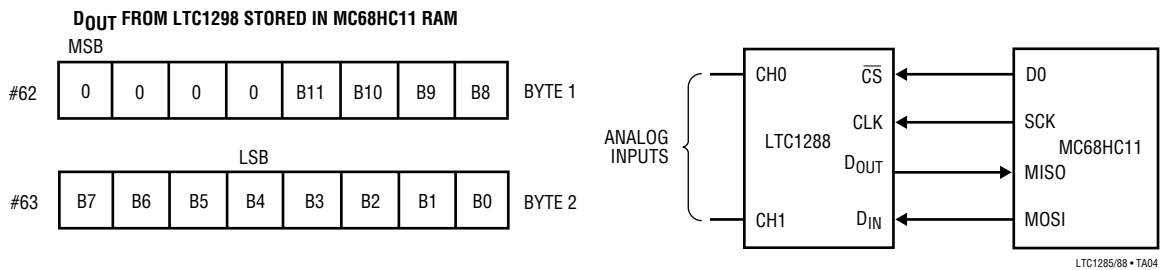 DOUT FROM LTC1298 STORED IN MC68HC11 RAM
MSB
#62 0 0 0 0 B11 B10 B9 B8 BYTE 1
LSB
#63 B7 B6 B5 B4 B3 B2 B1 B0 BYTE 2
ANALOG
INPUTS
CH0
CH1
LTC1288
CS
CLK
DOUT
DIN
D0
SCK
MC68HC11
MISO
MOSI
LTC1285/88 • TA04